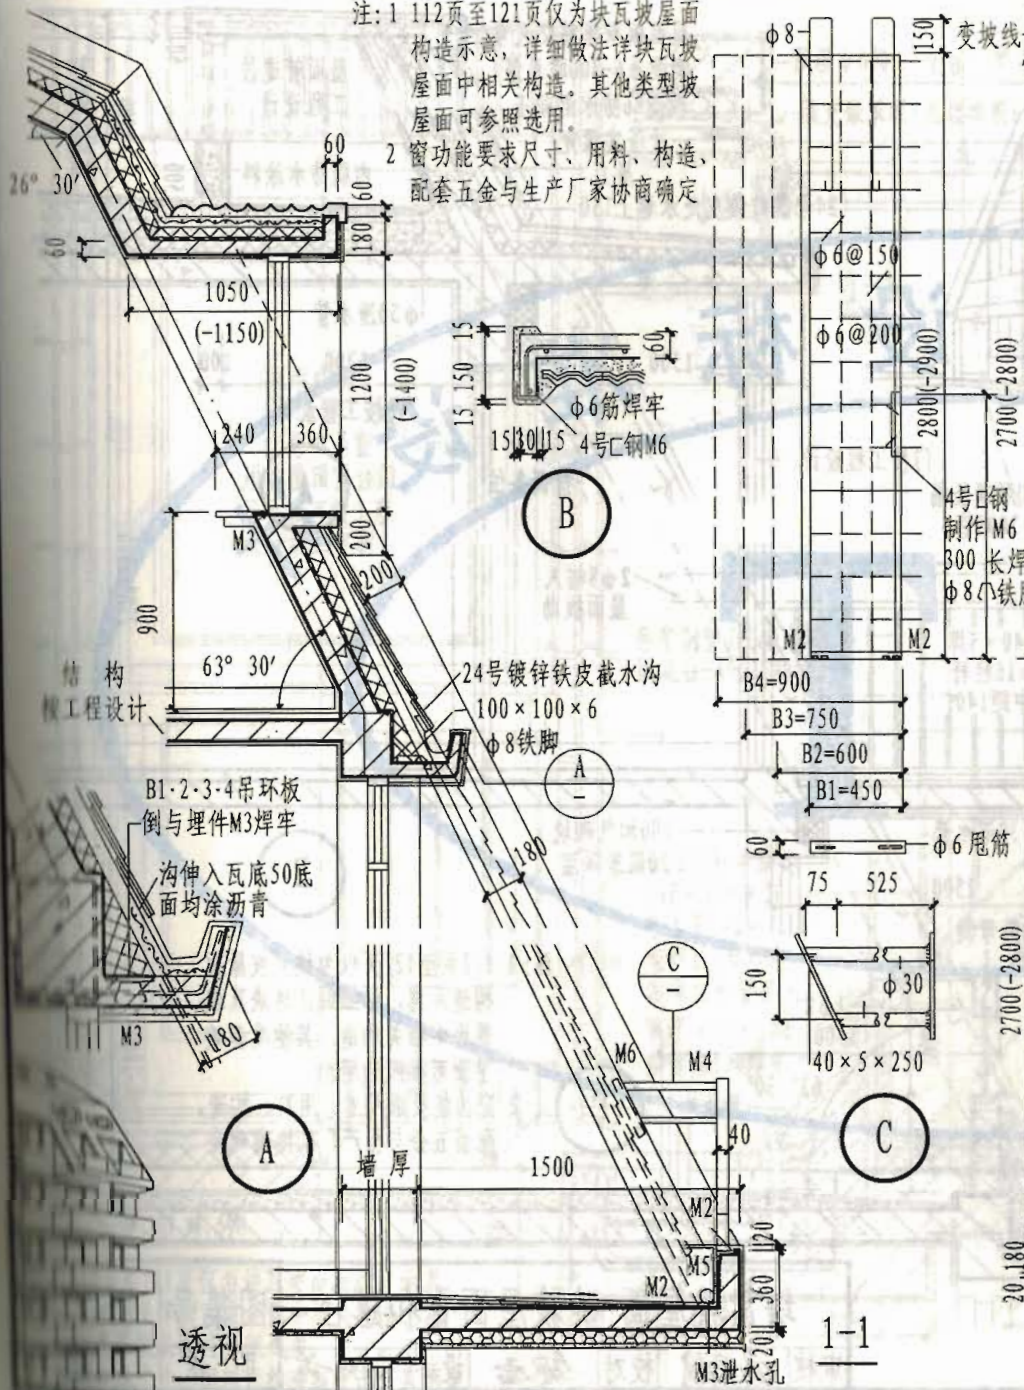 注: 1 112页至121页仅为块瓦坡屋面
构造示意, 详细做法详块瓦坡
屋面中相关构造。其他类型坡
屋面可参照选用。
2 窗功能要求尺寸、用料、构造、
配套五金与生产厂家协商确定
26° 30′
60
60
60
180
1050
(-1150)
1200
(-1400)
240
360
M3
200
200
900
63° 30′
结 构
按工程设计
24号镀锌铁皮截水沟
100×100×6
φ8铁脚
A
-
15
150
15
60
φ6筋焊牢
15 30 15
4号□钢M6
B
φ8
150
变坡线
φ6@150
φ6@200
2800(-2900)
2700(-2800)
4号□钢
制作M6
300 长焊
M2
M2
B4=900
B3=750
B2=600
B1=450
60
φ6甩筋
75
525
150
φ30
40×5×250
2700(-2800)
C
B1·2·3·4吊环板
倒与埋件M3焊牢
沟伸入瓦底50底
面均涂沥青
M3
180
A
180
C
-
M6
M4
40
墙 厚
1500
M2
M5
M2
120
360
20
20 180
M3泄水孔
透视
1-1